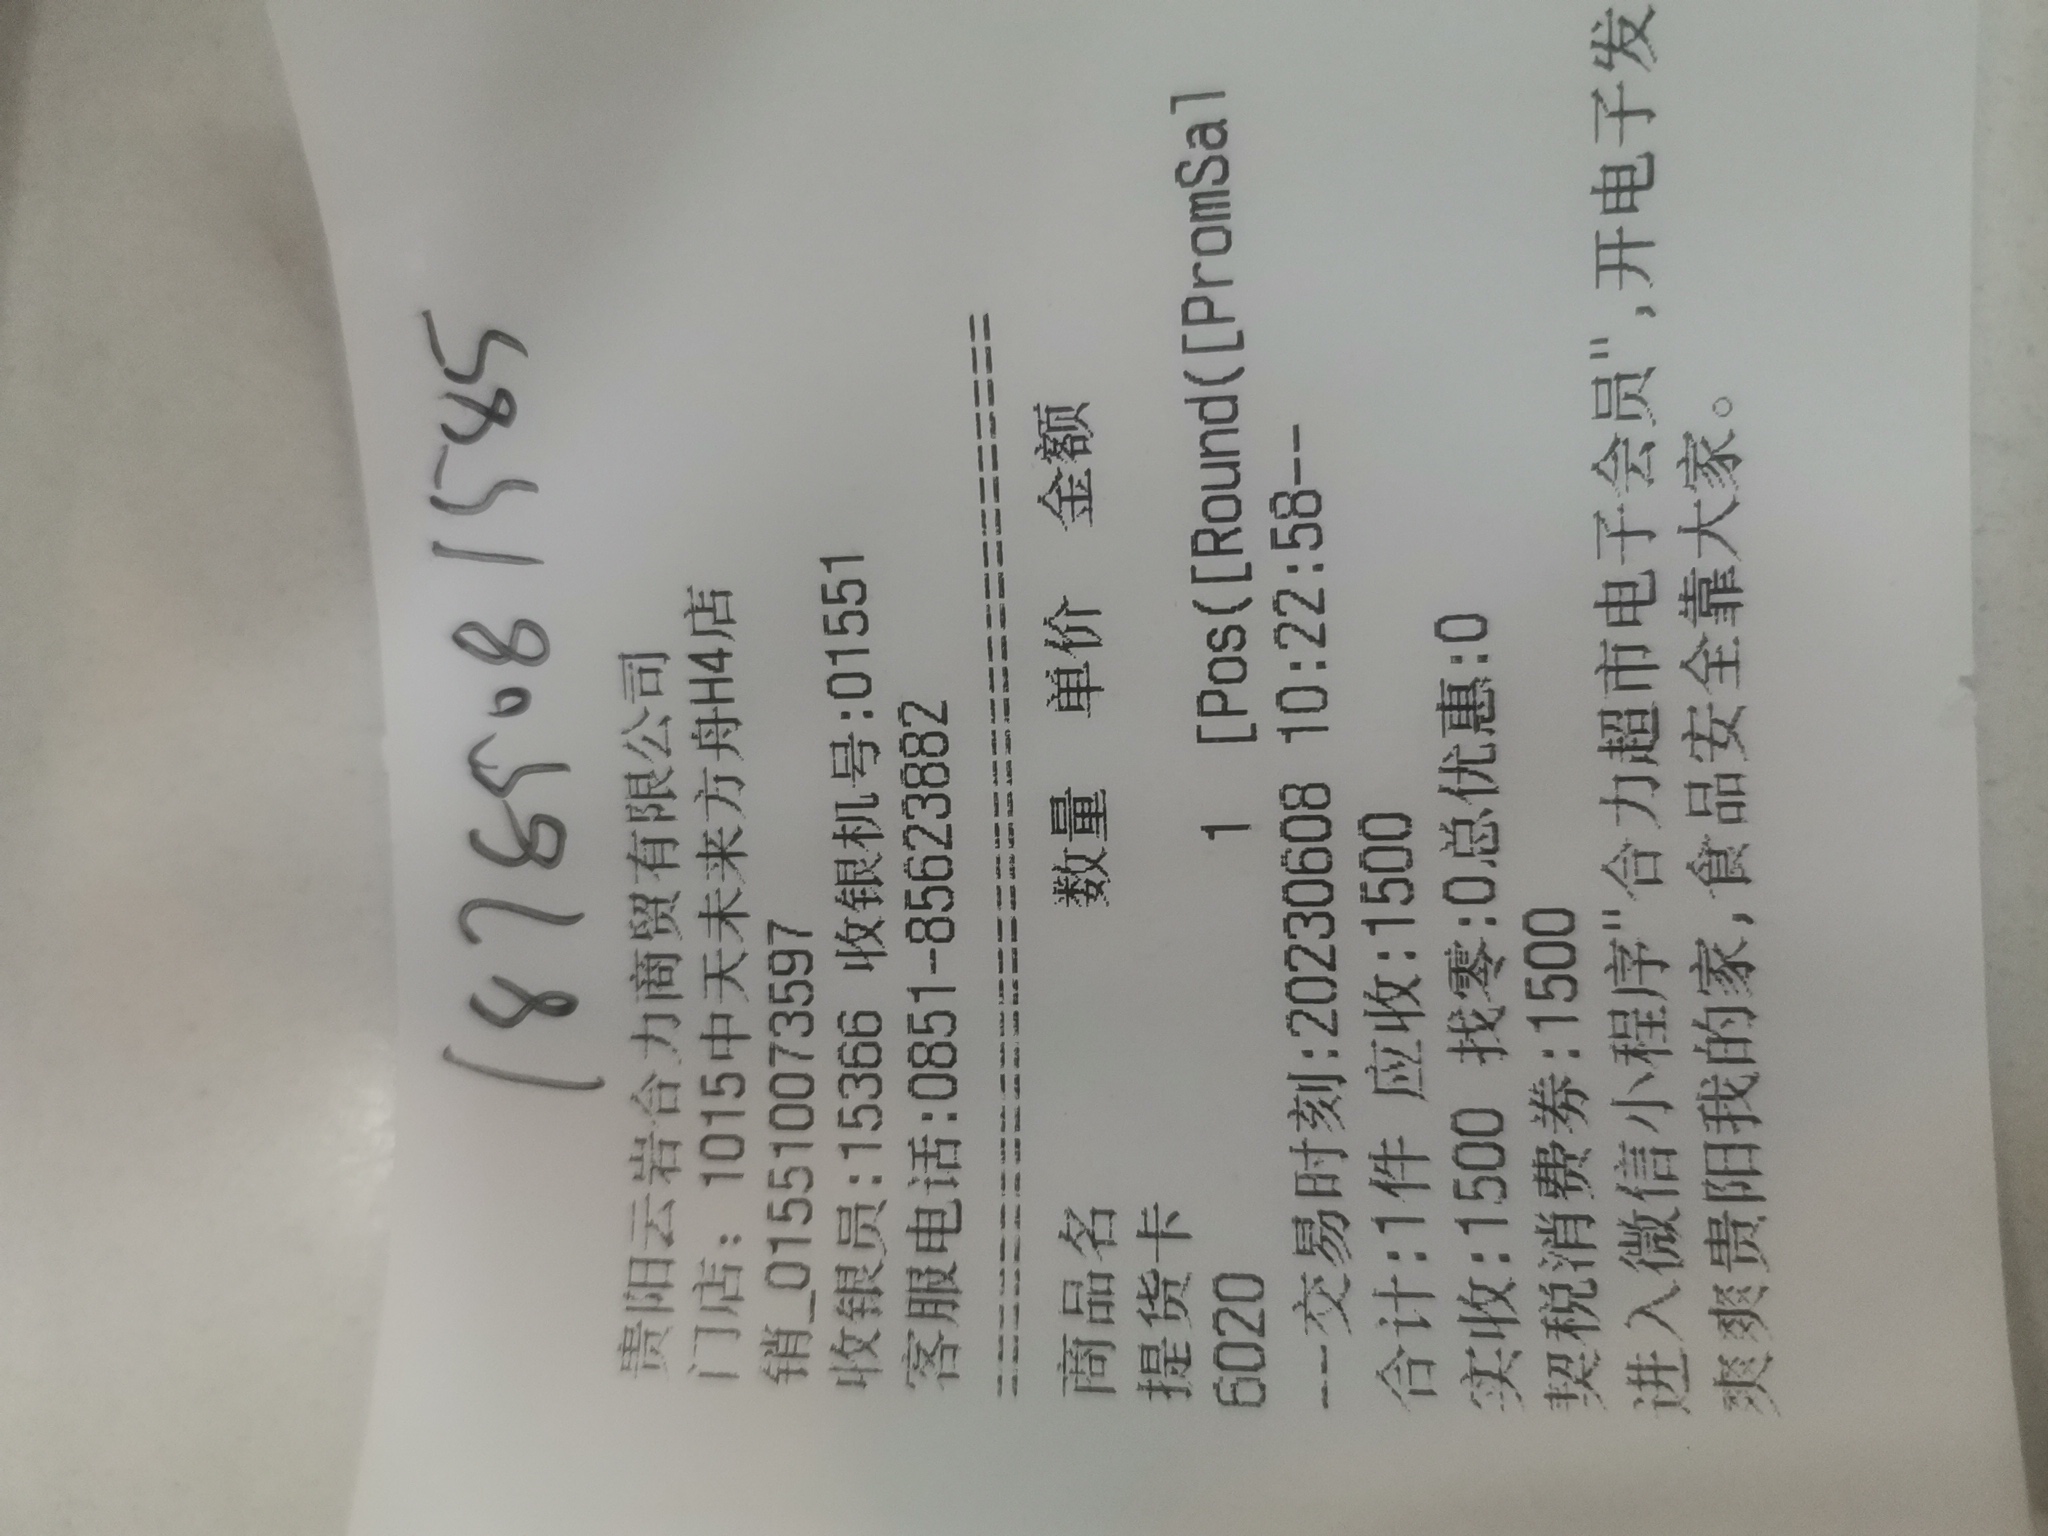 18785081585
贵阳云岩合力商贸有限公司
门店: 1015中天未来方舟H4店
销_015510073597
收银员:15366 收银机号:01551
客服电话:0851-85623882
================================
商品名 数量 单价 金额
提货卡
6020 1 [Pos([Round([PromSal
---交易时刻:20230608 10:22:58--
合计:1件 应收:1500
实收:1500 找零:0总优惠:0
契税消费券:1500
进入微信小程序"合力超市电子会员",开电子发
爽爽贵阳我的家,食品安全靠大家。